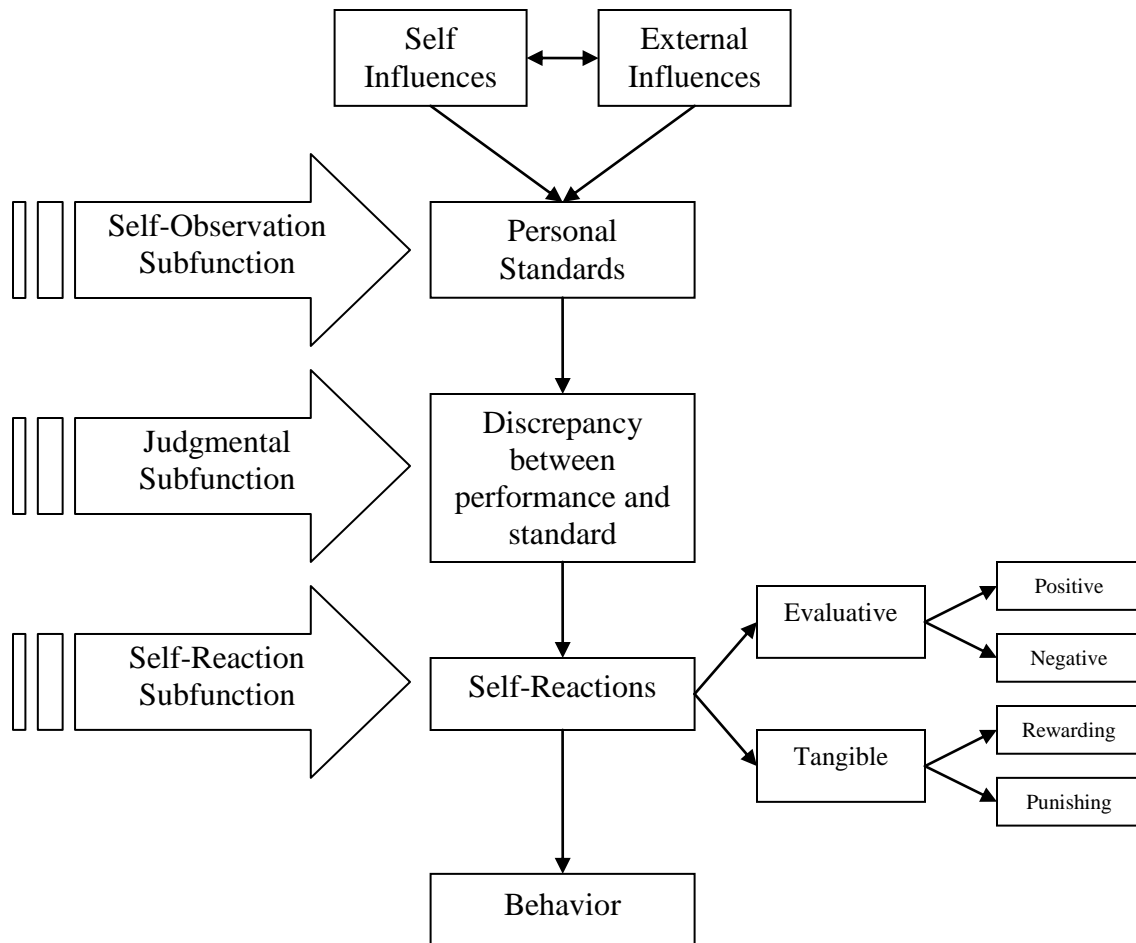 Self
Influences
External
Influences
Self-Observation
Subfunction
Personal
Standards
Judgmental
Subfunction
Discrepancy
between
performance and
standard
Self-Reaction
Subfunction
Self-Reactions
Evaluative
Positive
Negative
Tangible
Rewarding
Punishing
Behavior